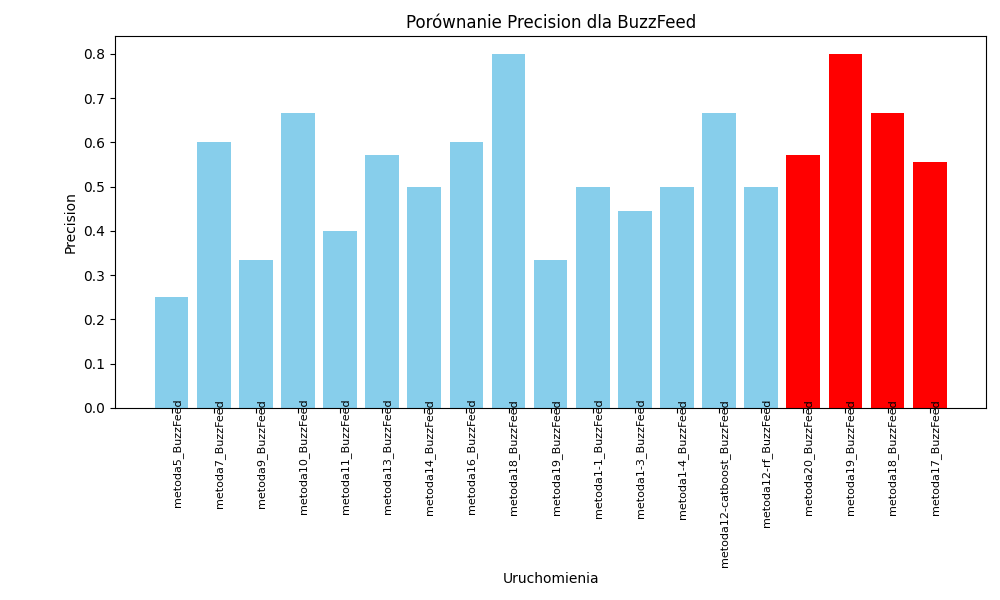 Porównanie Precision dla BuzzFeed
Precision
0.8
0.7
0.6
0.5
0.4
0.3
0.2
0.1
0.0
metoda5_BuzzFeed
metoda7_BuzzFeed
metoda9_BuzzFeed
metoda10_BuzzFeed
metoda11_BuzzFeed
metoda13_BuzzFeed
metoda14_BuzzFeed
metoda16_BuzzFeed
metoda18_BuzzFeed
metoda19_BuzzFeed
metoda1-1_BuzzFeed
metoda1-3_BuzzFeed
metoda1-4_BuzzFeed
metoda12-catboost_BuzzFeed
metoda12-rf_BuzzFeed
metoda20_BuzzFeed
metoda19_BuzzFeed
metoda18_BuzzFeed
metoda17_BuzzFeed
Uruchomienia